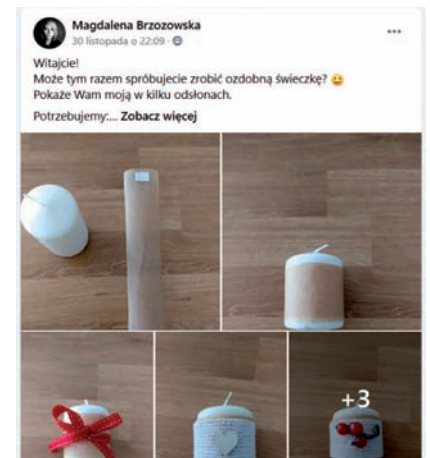 Magdalena Brzozowska
30 listopada o 22:09 ·
Witajcie!
Może tym razem spróbujecie zrobić ozdobną świeczkę? 😃
Pokaże Wam moją w kilku odsłonach.
Potrzebujemy:... Zobacz więcej
+3